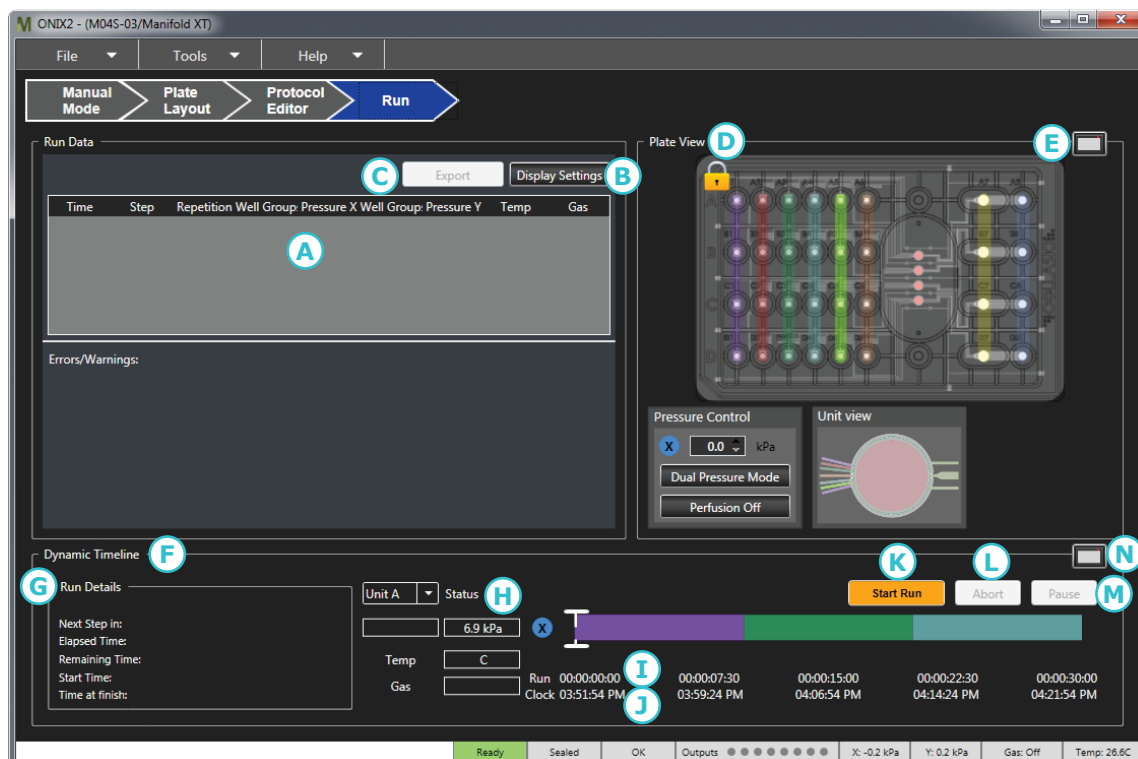 ONIX2 - (M04S-03/Manifold XT)
File Tools Help
Manual Mode
Plate Layout
Protocol Editor
Run
Run Data
C Export Display Settings B
Time Step Repetition Well Group: Pressure X Well Group: Pressure Y Temp Gas
A
Errors/Warnings:
Plate View D
E
A3 A4 A6 A7 A8
A
B
C
D
Pressure Control
X 0.0 kPa
Dual Pressure Mode
Perfusion Off
Unit view
Dynamic Timeline F
N
G Run Details
Next Step in:
Elapsed Time:
Remaining Time:
Start Time:
Time at finish:
Unit A Status H
6.9 kPa X
Temp C
Gas
K L M
Start Run Abort Pause
I
Run 00:00:00:00 00:00:07:30 00:00:15:00 00:00:22:30 00:00:30:00
J
Clock 03:51:54 PM 03:59:24 PM 04:06:54 PM 04:14:24 PM 04:21:54 PM
Ready Sealed OK Outputs X: -0.2 kPa Y: 0.2 kPa Gas: Off Temp: 26.6C